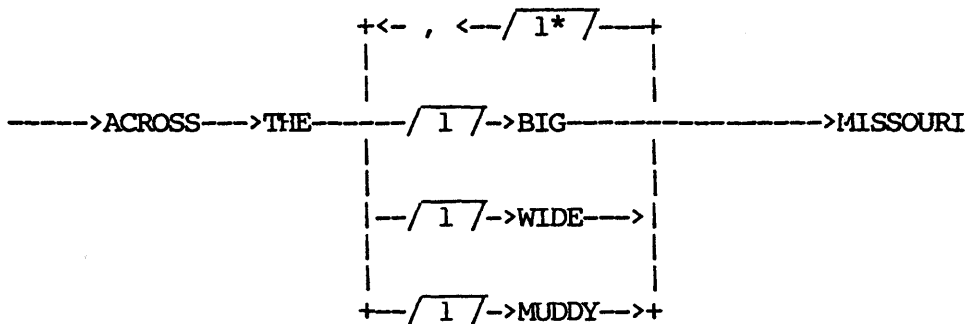 +<- , <--/ 1* /---+
----->ACROSS--->THE------/ 1 /->BIG-------------------->MISSOURI
|--/ 1 /->WIDE--->|
+--/ 1 /->MUDDY-->+